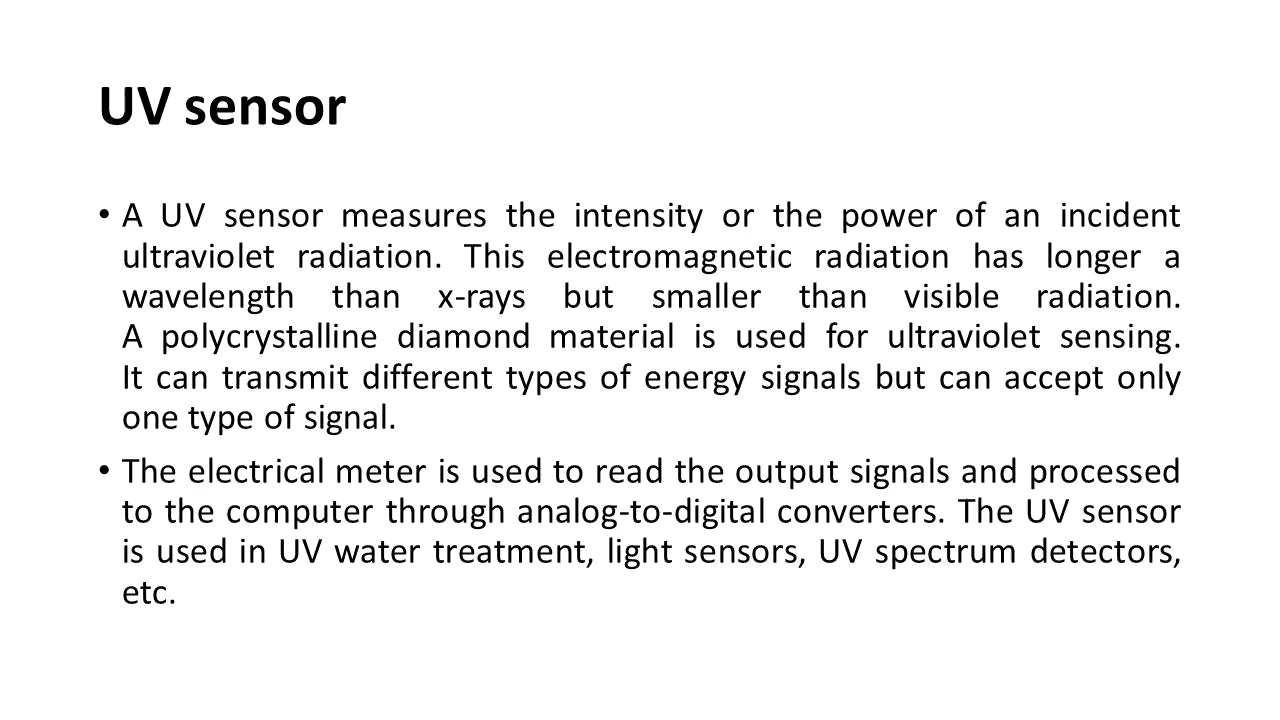 UV sensor
• A UV sensor measures the intensity or the power of an incident
ultraviolet radiation. This electromagnetic radiation has longer a
wavelength than x-rays but smaller than visible radiation.
A polycrystalline diamond material is used for ultraviolet sensing.
It can transmit different types of energy signals but can accept only
one type of signal.
• The electrical meter is used to read the output signals and processed
to the computer through analog-to-digital converters. The UV sensor
is used in UV water treatment, light sensors, UV spectrum detectors,
etc.